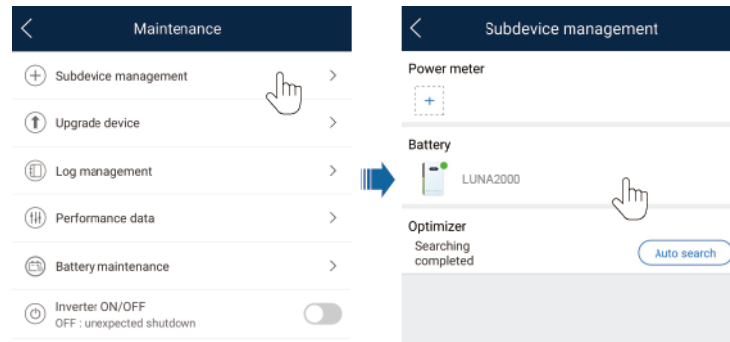 Maintenance
Subdevice management
Upgrade device
Log management
Performance data
Battery maintenance
Inverter ON/OFF
OFF : unexpected shutdown
Subdevice management
Power meter
+
Battery
LUNA2000
Optimizer
Searching
completed
Auto search